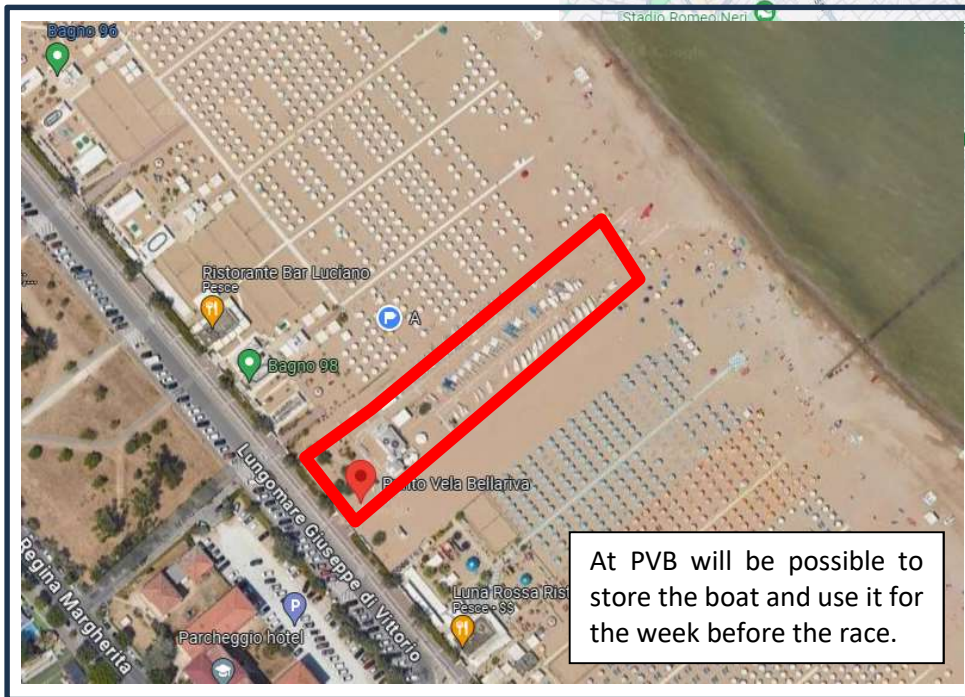 Stadio Romeo Neri
Bagno 96
Ristorante Bar Luciano
Pesce
P A
Bagno 98
Punto Vela Bellariva
Lungomare Giuseppe di Vittorio
Regina Margherita
P
Parcheggio hotel
Luna Rossa Rist
Pesce • $$
At PVB will be possible to
store the boat and use it for
the week before the race.